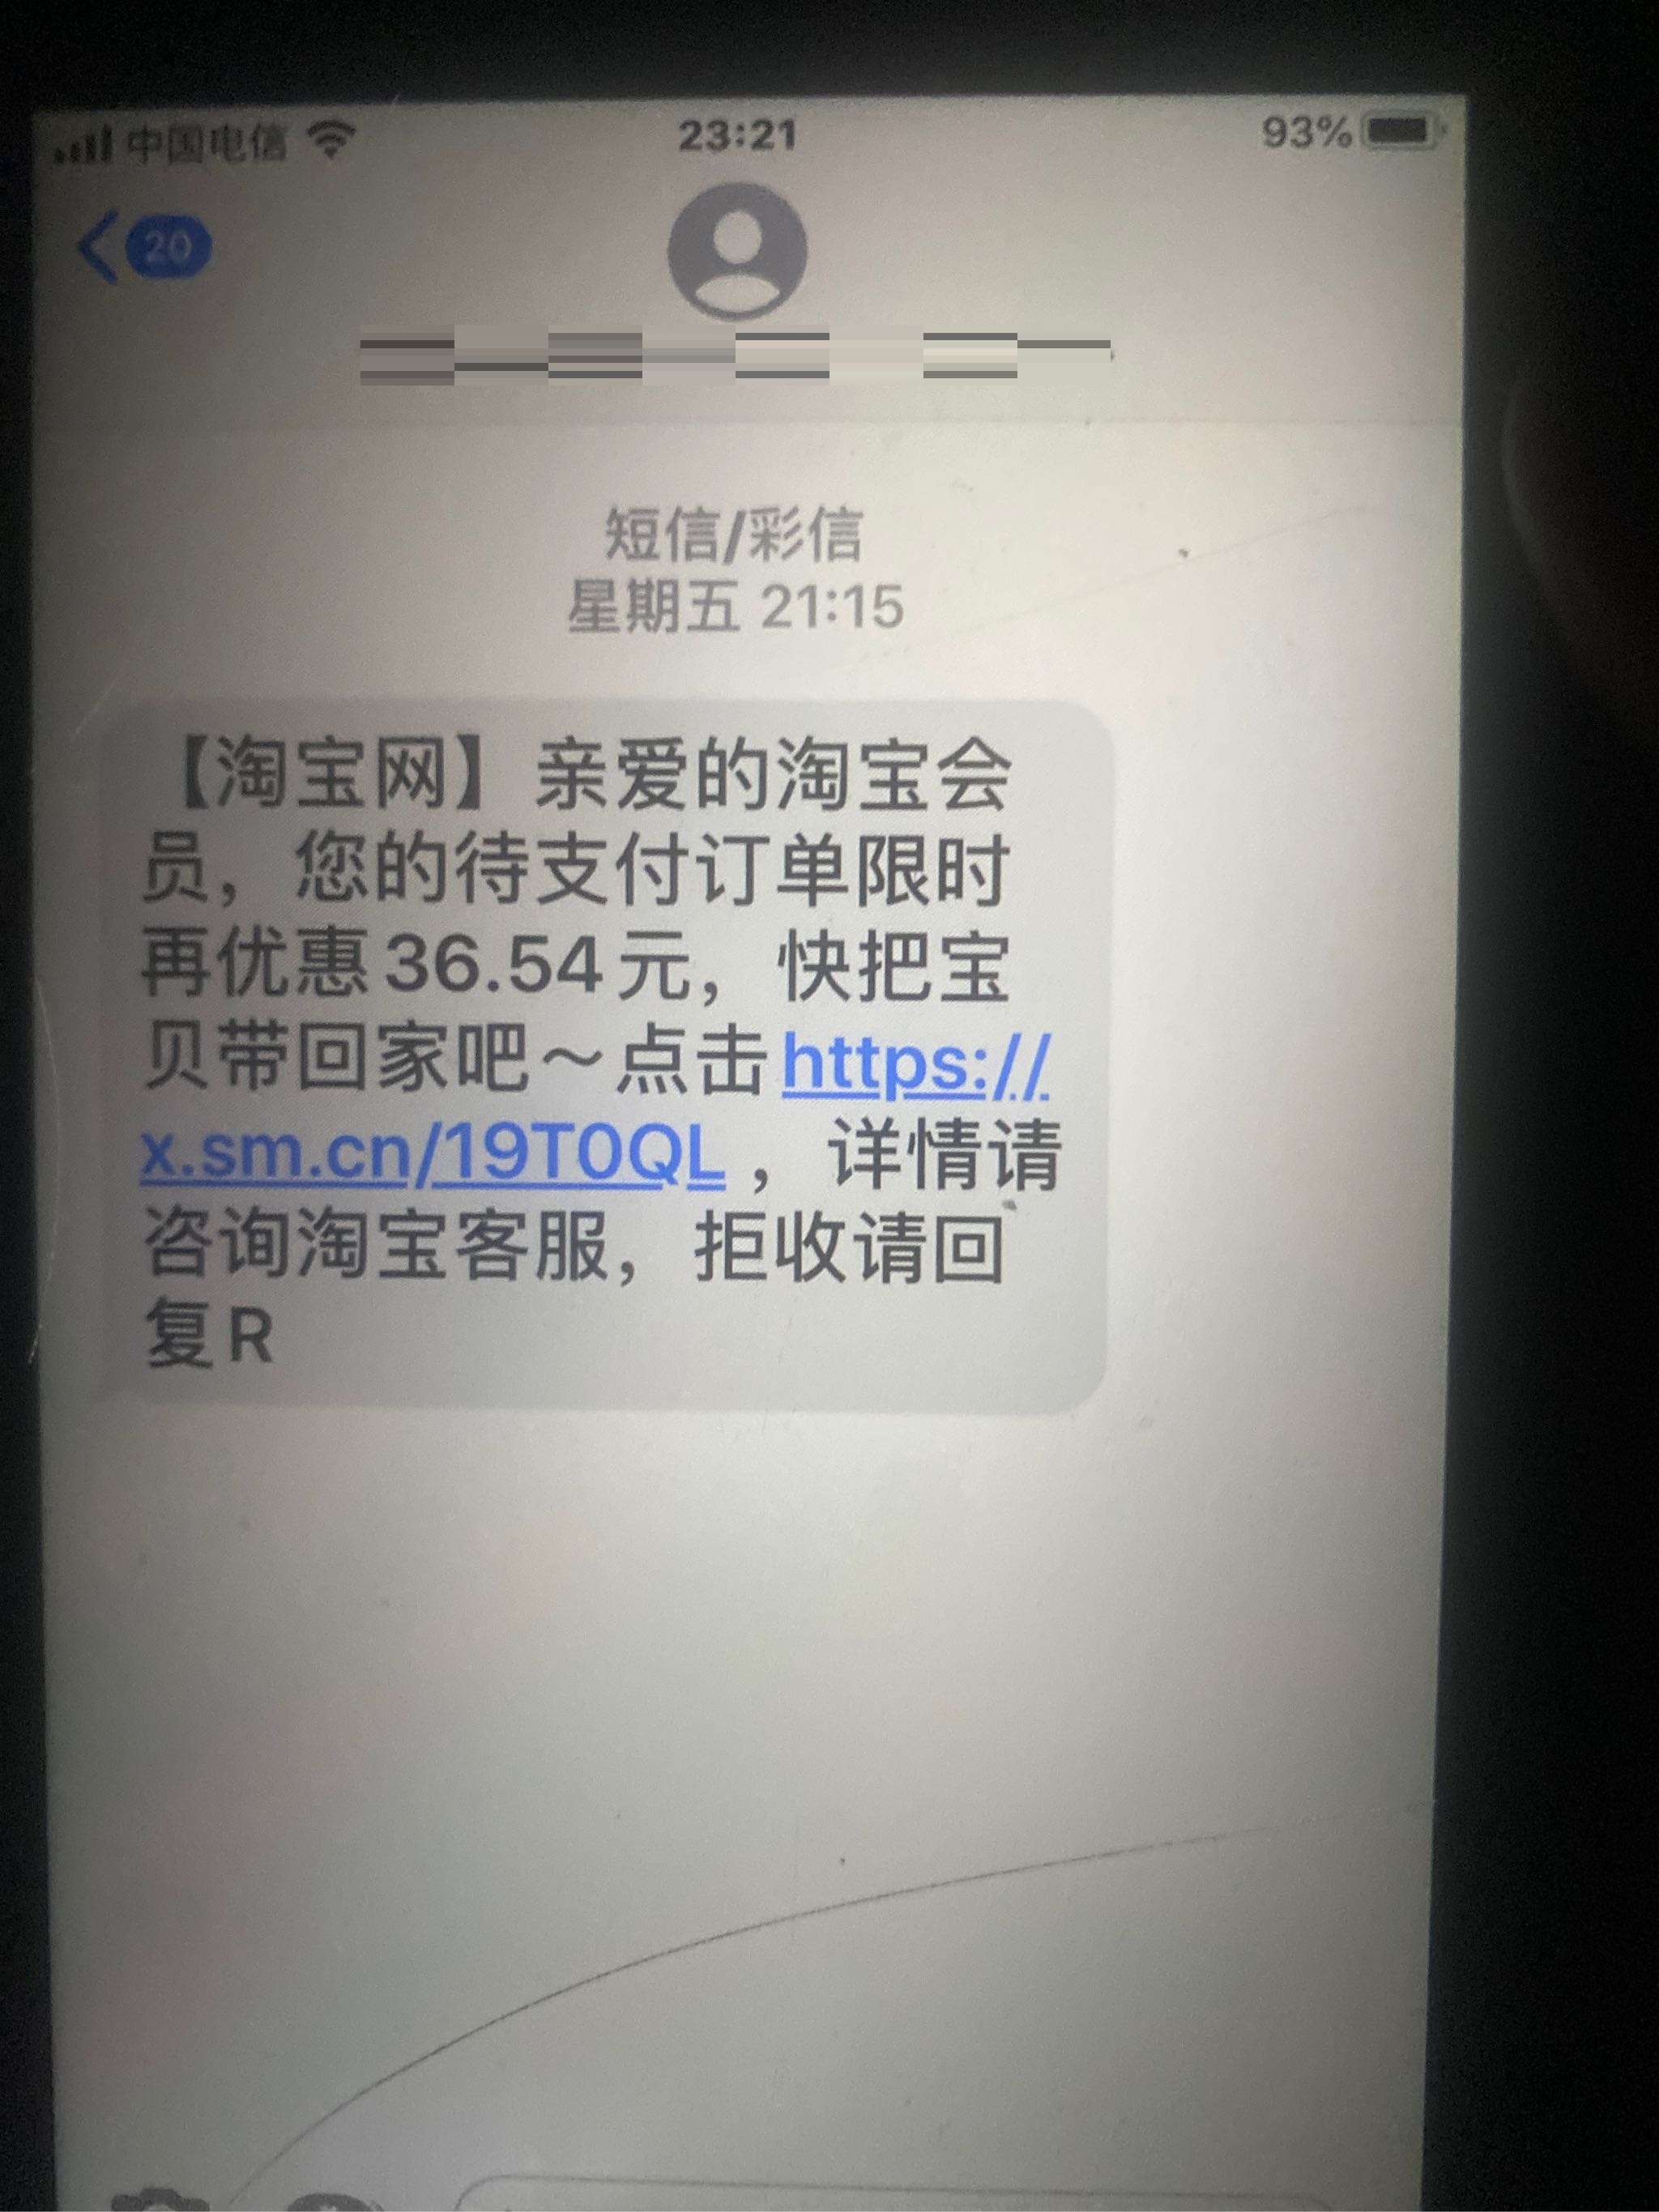 中国电信
23:21
93%
20
短信/彩信
星期五 21:15
【淘宝网】亲爱的淘宝会
员，您的待支付订单限时
再优惠36.54元，快把宝
贝带回家吧～点击https://
x.sm.cn/19T0QL ，详情请
咨询淘宝客服，拒收请回
复R